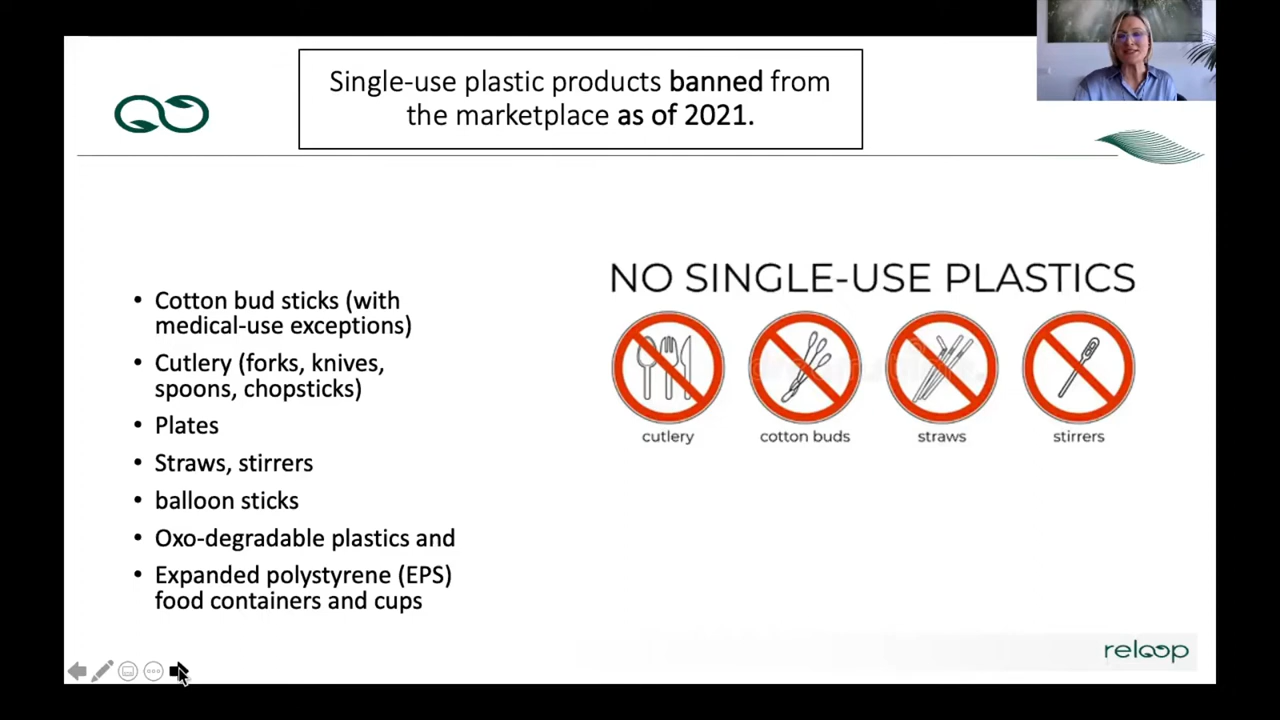 Single-use plastic products banned from
the marketplace as of 2021.
• Cotton bud sticks (with
medical-use exceptions)
• Cutlery (forks, knives,
spoons, chopsticks)
• Plates
• Straws, stirrers
• balloon sticks
• Oxo-degradable plastics and
• Expanded polystyrene (EPS)
food containers and cups
NO SINGLE-USE PLASTICS
cutlery
cotton buds
straws
stirrers
reloop